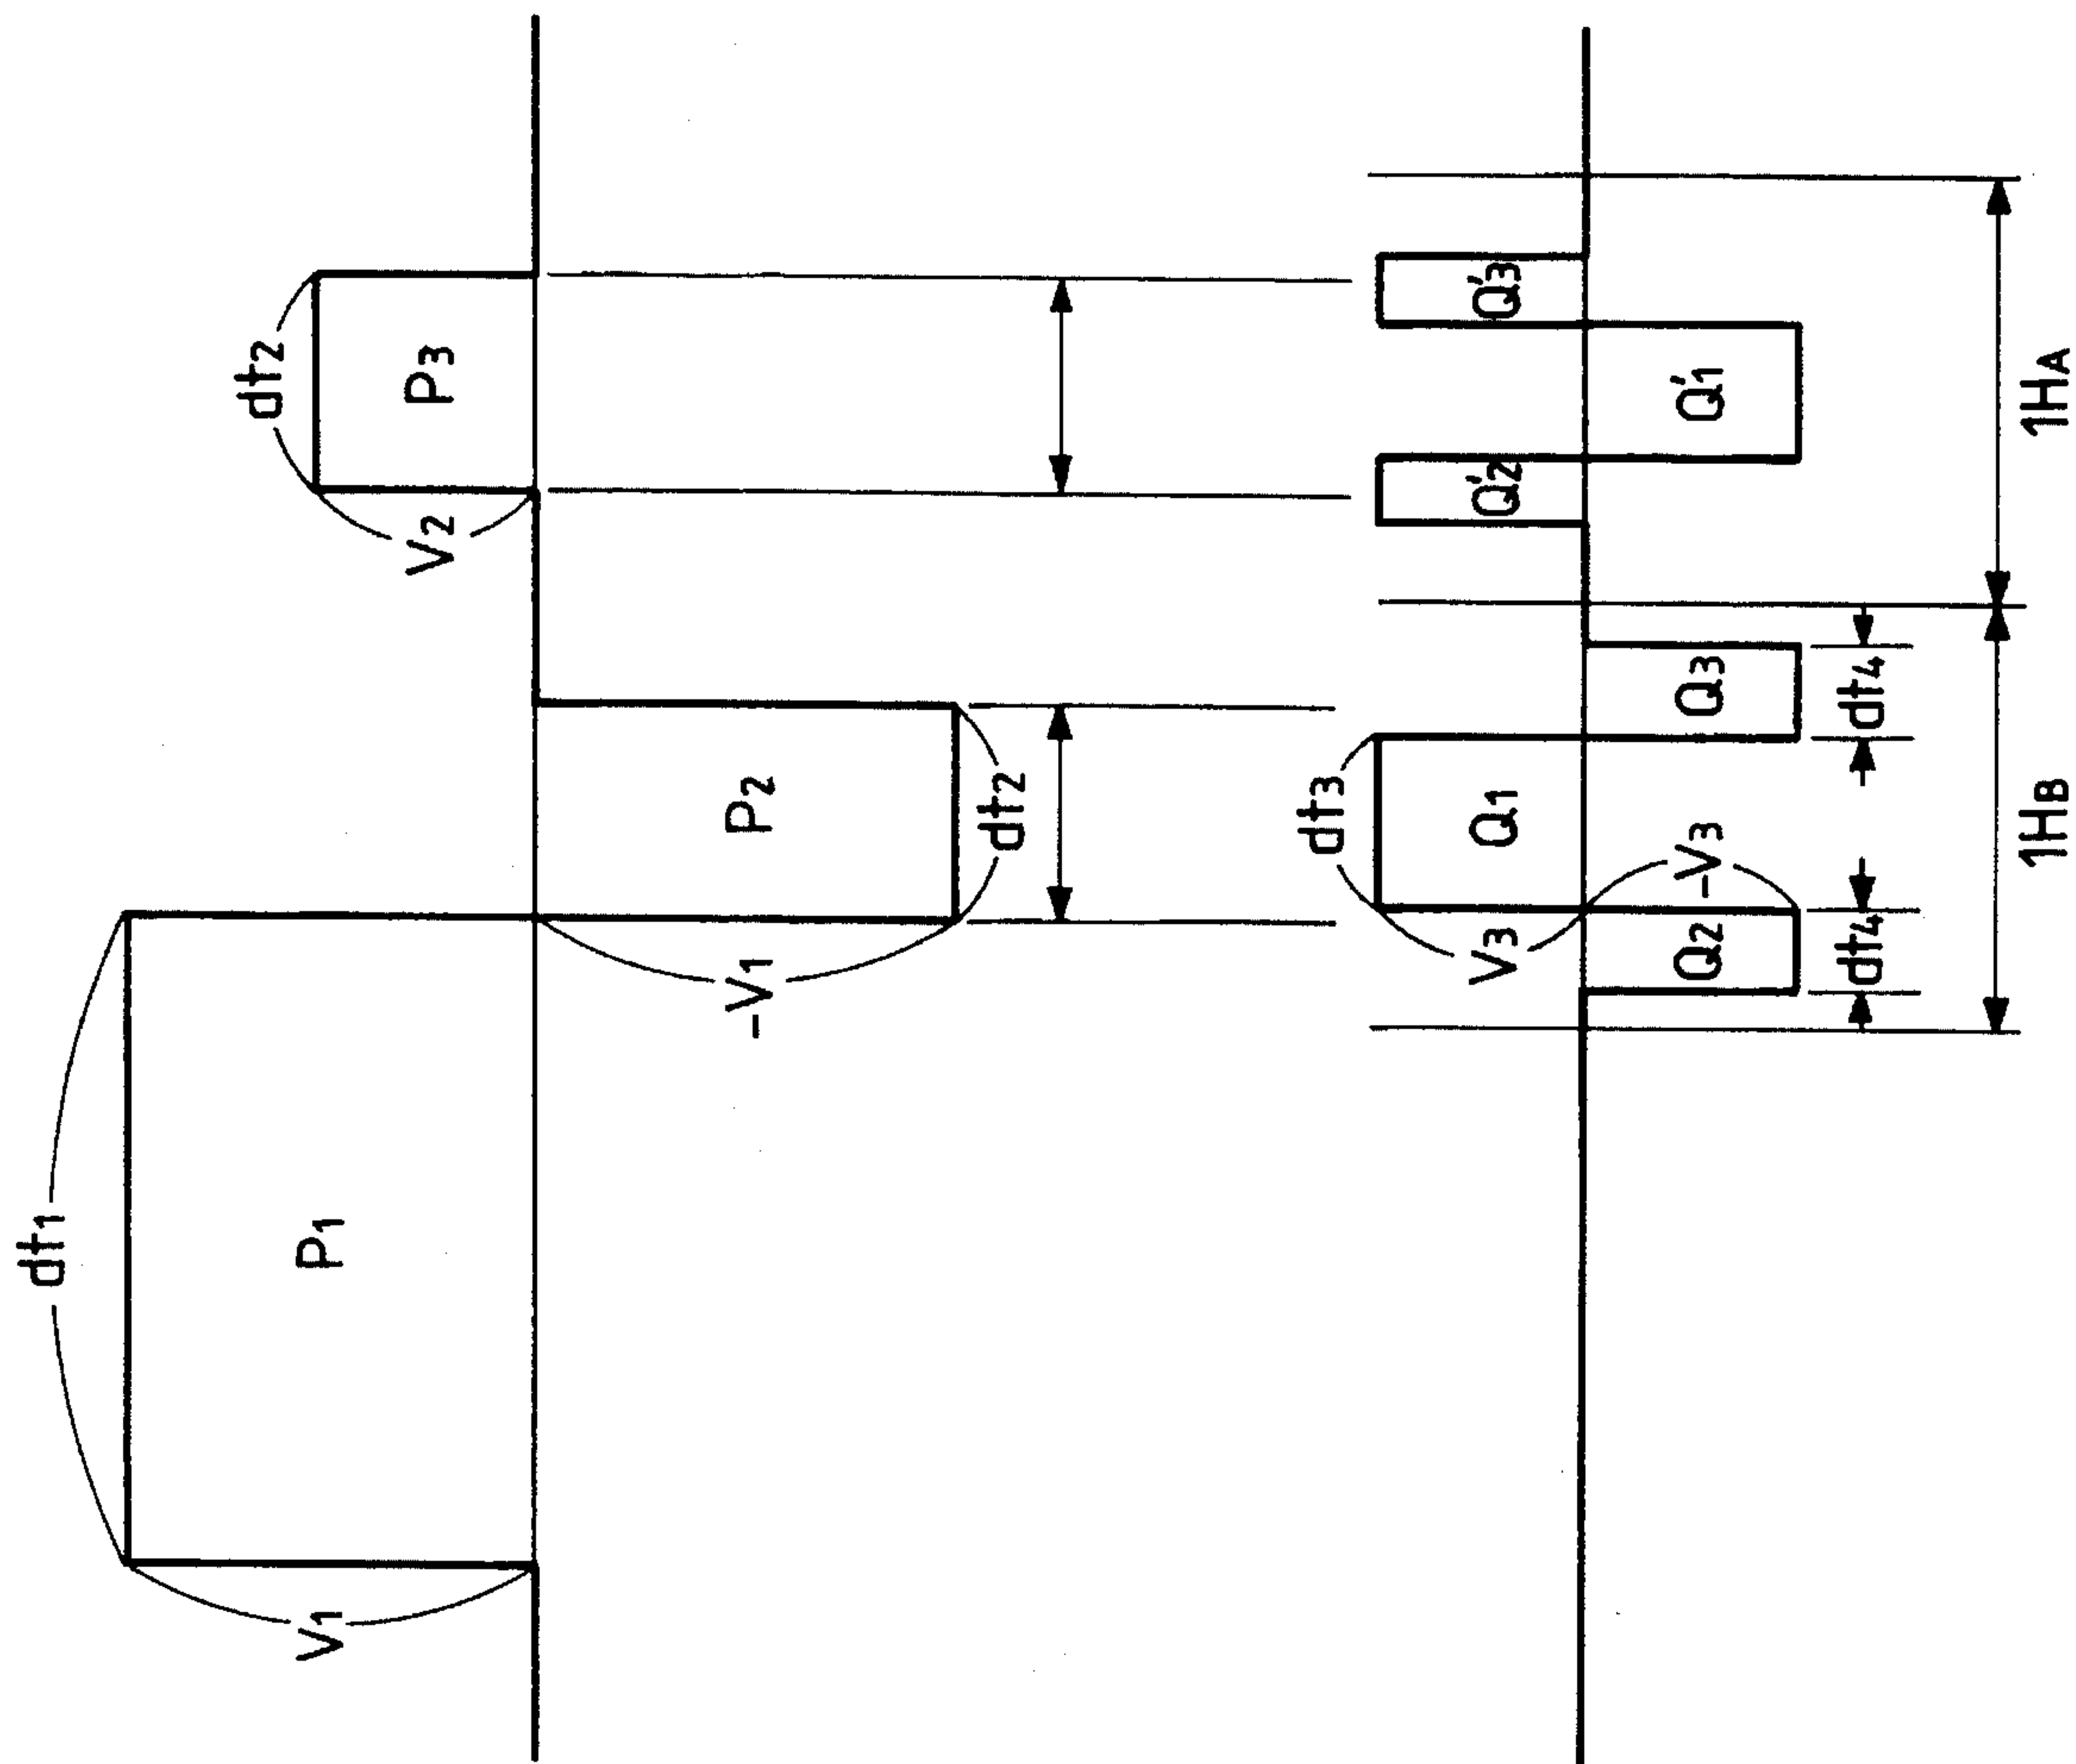 dt1
V1
P1
P2
-V1
dt2
dt2
V2
P3
dt3
V3
Q1
Q2
-V3
Q3
dt4
dt4
Q'2
Q'1
Q'3
1HB
1HA